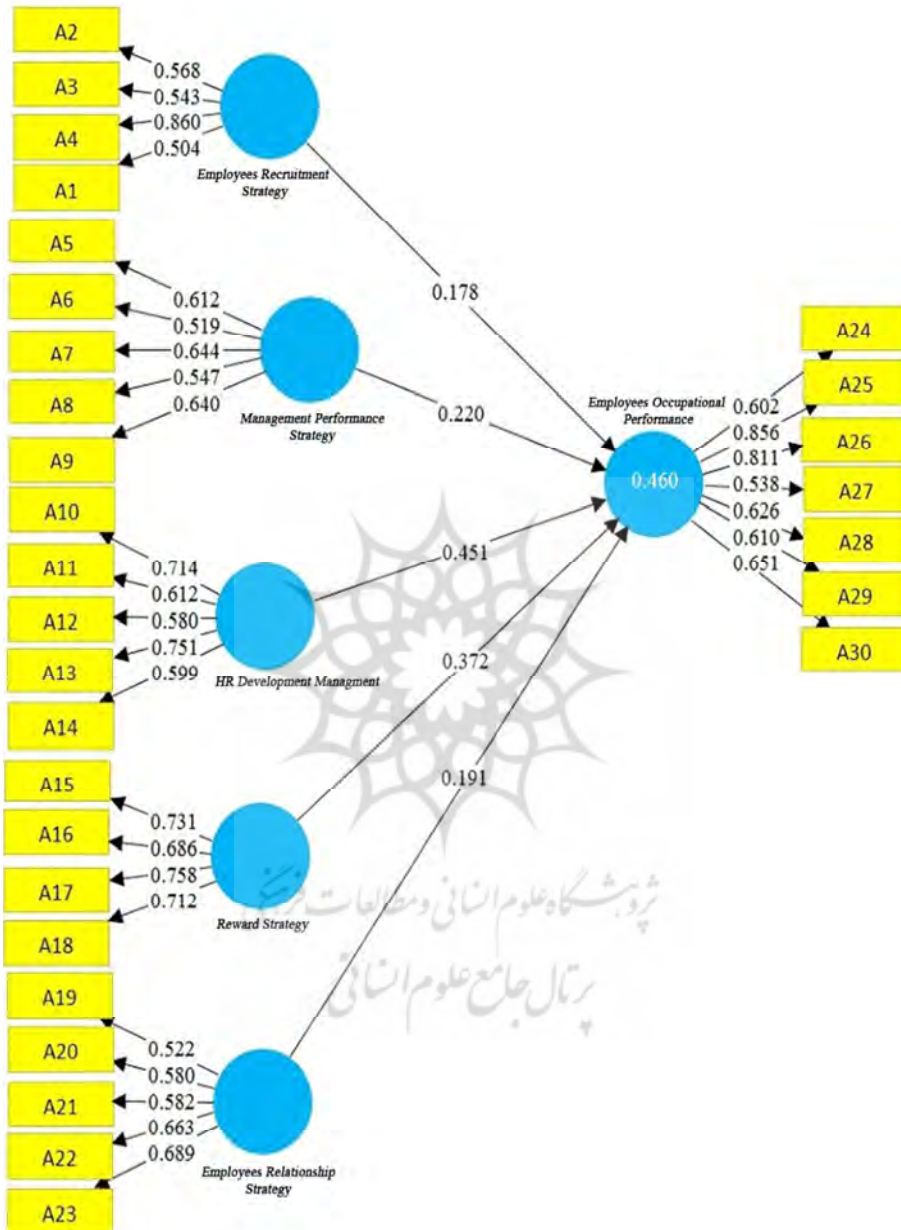 A2
A3
A4
A1
0.568
0.543
0.860
0.504
Employees Recruitment
Strategy
A5
A6
A7
A8
A9
0.612
0.519
0.644
0.547
0.640
Management Performance
Strategy
A10
A11
A12
A13
A14
0.714
0.612
0.580
0.751
0.599
HR Development Managment
A15
A16
A17
A18
0.731
0.686
0.758
0.712
Reward Strategy
A19
A20
A21
A22
A23
0.522
0.580
0.582
0.663
0.689
Employees Relationship
Strategy
0.178
0.220
0.451
0.372
0.191
Employees Occupational
Performance
0.460
0.602
0.856
0.811
0.538
0.626
0.610
0.651
A24
A25
A26
A27
A28
A29
A30
پژوهشگاه علوم انسانی و مطالعات فرهنگی
پرتال جامع علوم انسانی